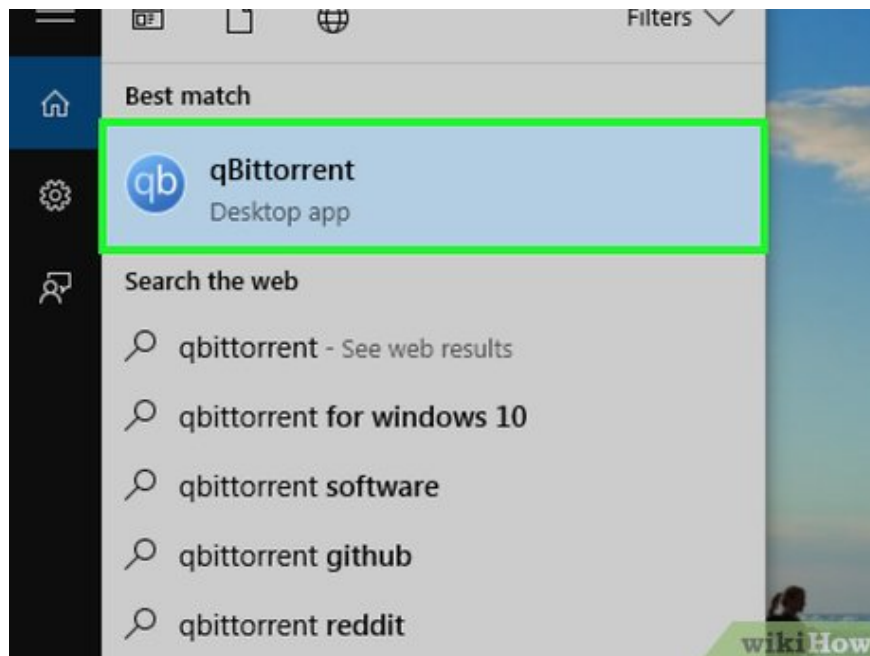 Filters
Best match
qb
qBittorrent
Desktop app
Search the web
qbittorrent - See web results
qbittorrent for windows 10
qbittorrent software
qbittorrent github
qbittorrent reddit
wikiHow